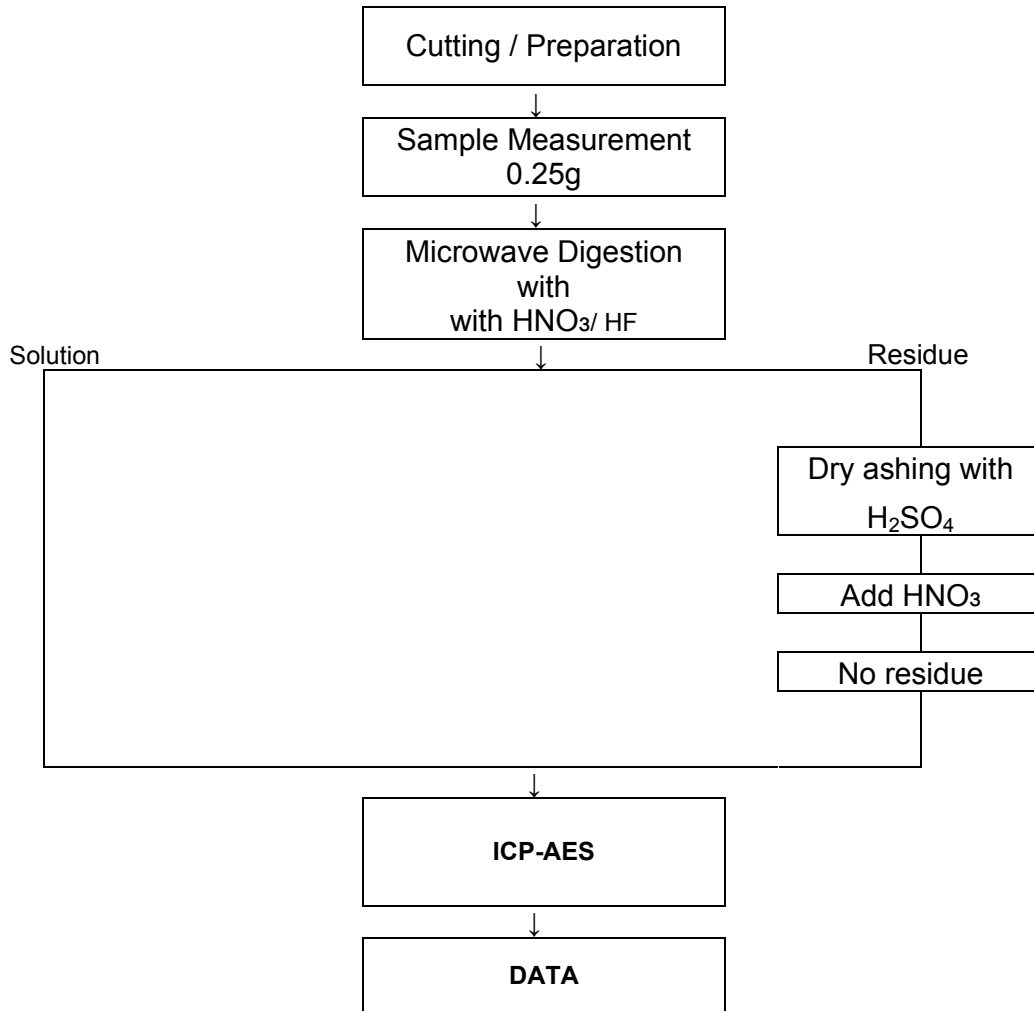 Cutting / Preparation
↓
Sample Measurement
0.25g
↓
Microwave Digestion
with
with HNO₃/ HF
Solution
↓
Residue
Dry ashing with
H₂SO₄
Add HNO₃
No residue
↓
ICP-AES
↓
DATA